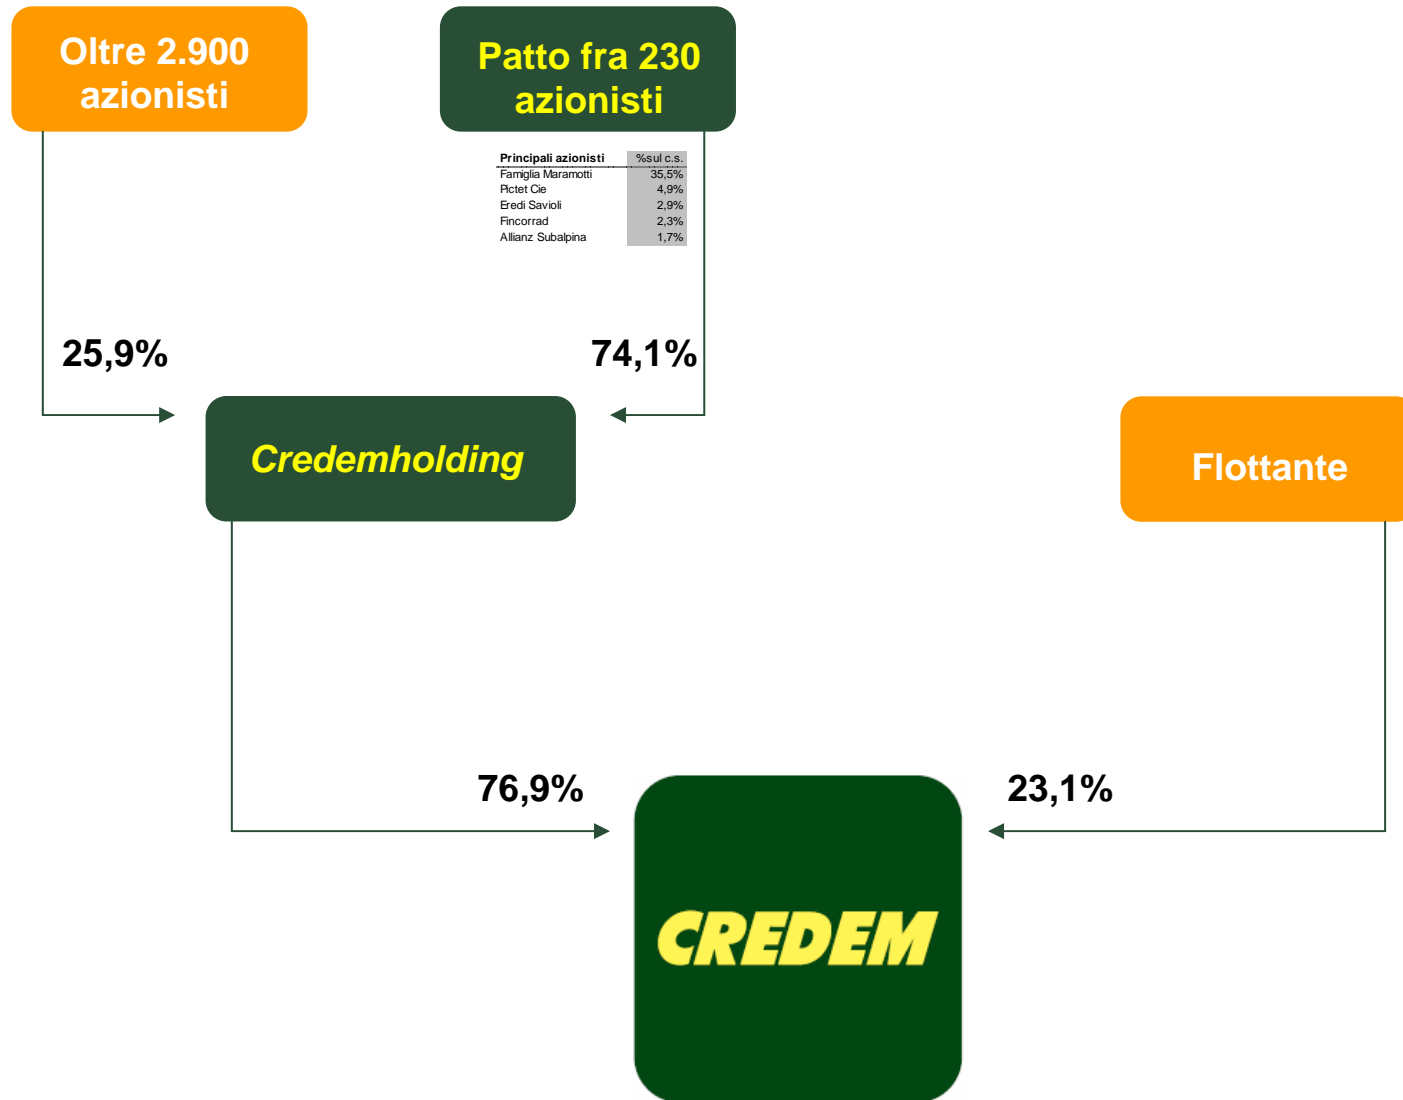 Oltre 2.900
azionisti
Patto fra 230
azionisti
Principali azionisti %sul c.s.
Famiglia Maramotti 35,5%
Pictet Cie 4,9%
Eredi Savioli 2,9%
Fincorrad 2,3%
Allianz Subalpina 1,7%
25,9%
74,1%
Credemholding
Flottante
76,9%
23,1%
CREDEM